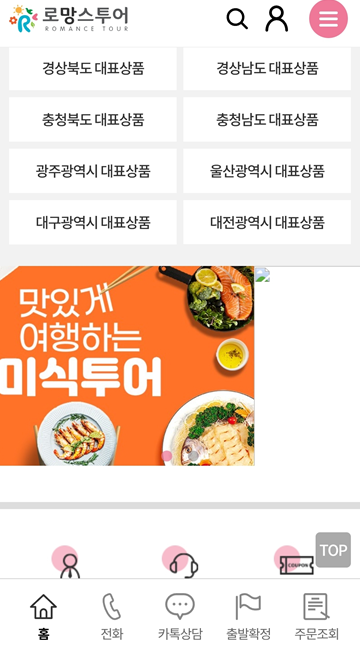 로망스투어
ROMANCE TOUR
경상북도 대표상품
경상남도 대표상품
충청북도 대표상품
충청남도 대표상품
광주광역시 대표상품
울산광역시 대표상품
대구광역시 대표상품
대전광역시 대표상품
맛있게
여행하는
미식투어
COUPON
TOP
홈
전화
카톡상담
출발확정
주문조회